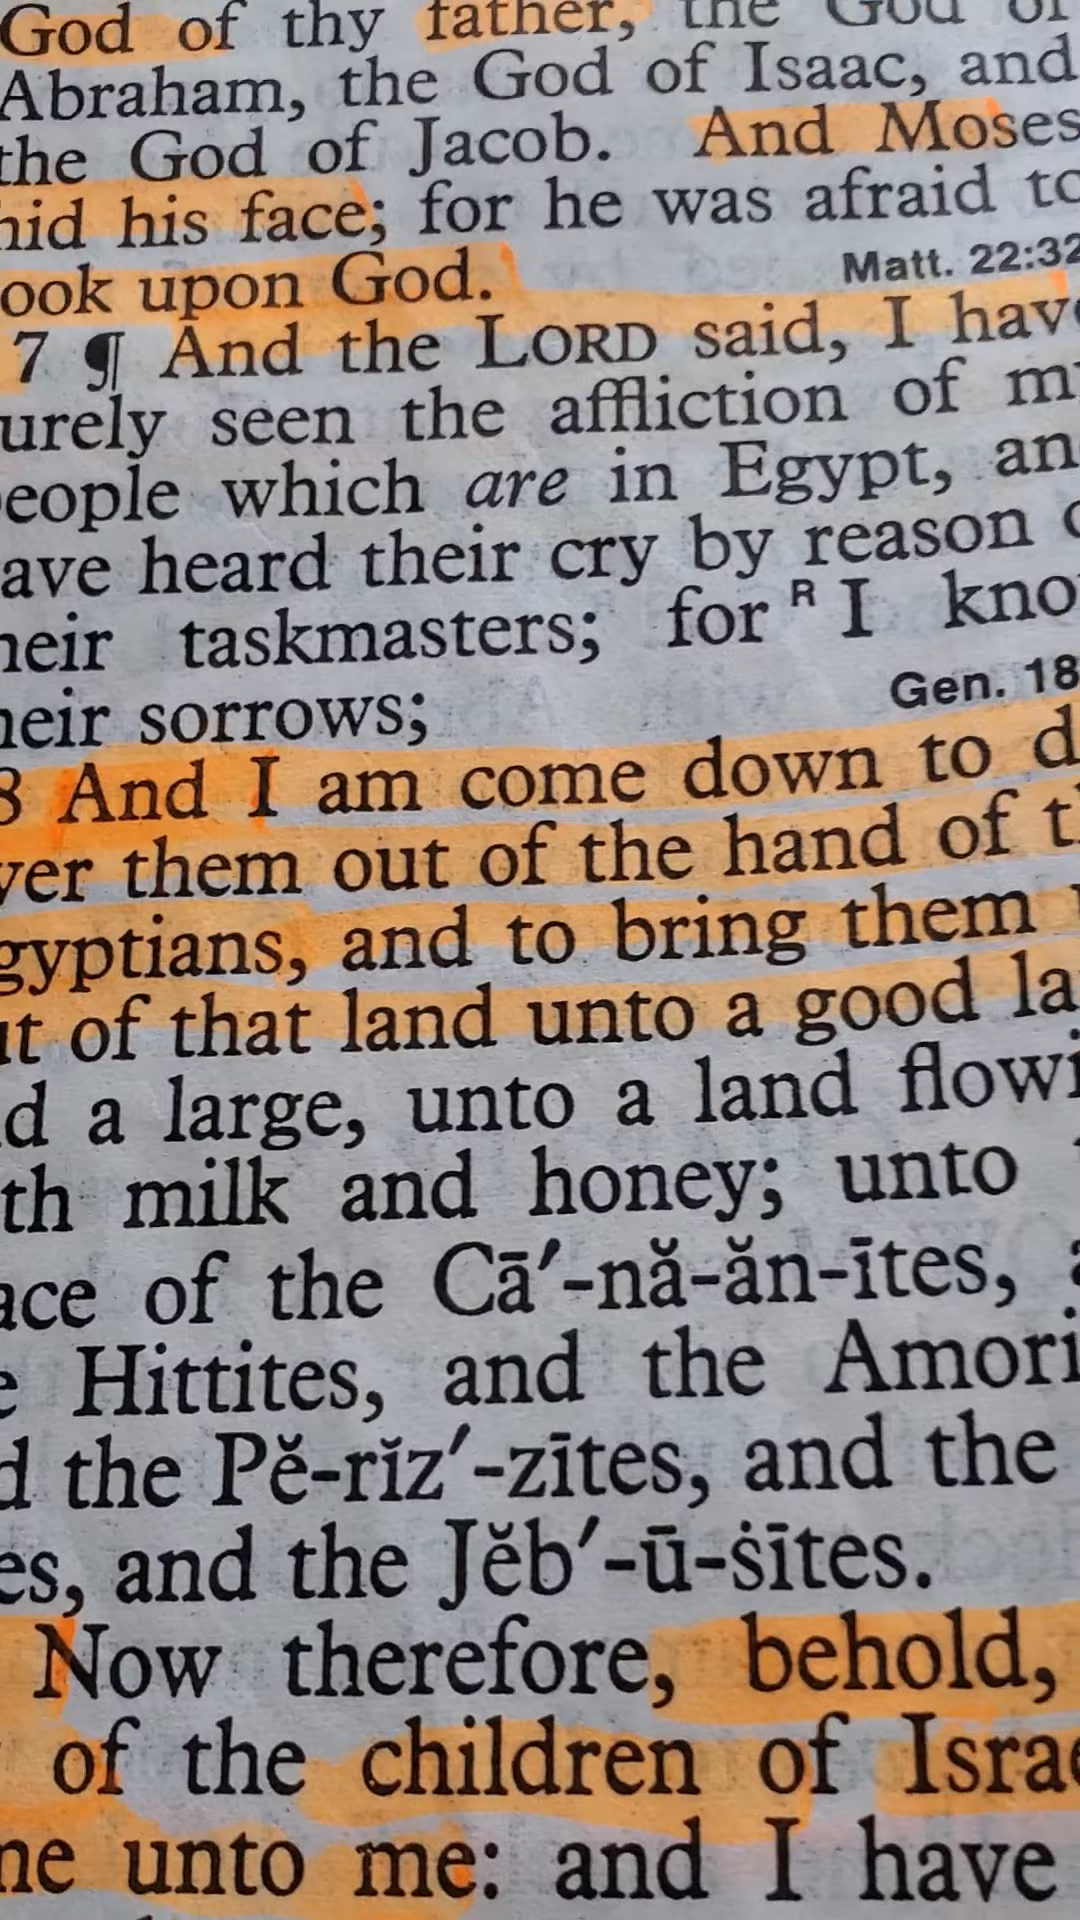 God of thy father, the God of
Abraham, the God of Isaac, and
the God of Jacob. And Moses
hid his face; for he was afraid to
ook upon God. Matt. 22:32
7 ¶ And the LORD said, I have
urely seen the affliction of my
eople which are in Egypt, an
ave heard their cry by reason
heir taskmasters; for R I kno
heir sorrows; Gen. 18
8 And I am come down to d
ver them out of the hand of t
gyptians, and to bring them
ut of that land unto a good la
d a large, unto a land flowi
th milk and honey; unto
ace of the Cā′-nă-ăn-ītes,
e Hittites, and the Amori
d the Pĕ-rĭz′-zītes, and the
es, and the Jĕb′-ū-ṡītes.
Now therefore, behold,
of the children of Israe
me unto me: and I have